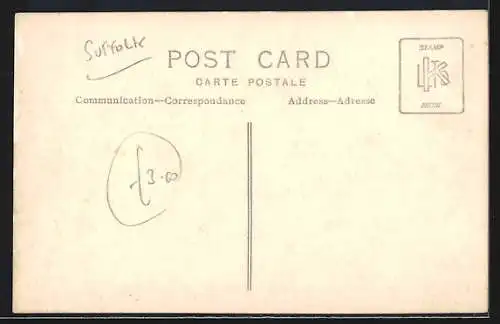 Suffolk
POST CARD
CARTE POSTALE
Communication—Correspondance
Address—Adresse
STAMP
£3.00